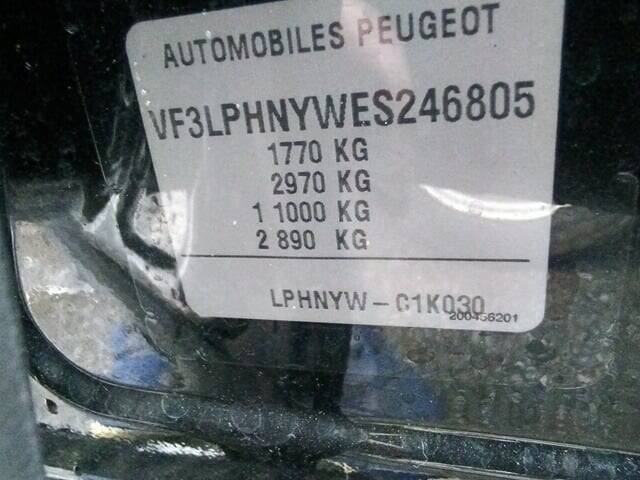 AUTOMOBILES PEUGEOT
VF3LPHNYWES246805
1770 KG
2970 KG
1 1000 KG
2 890 KG
LPHNYW - C1K030
200456201